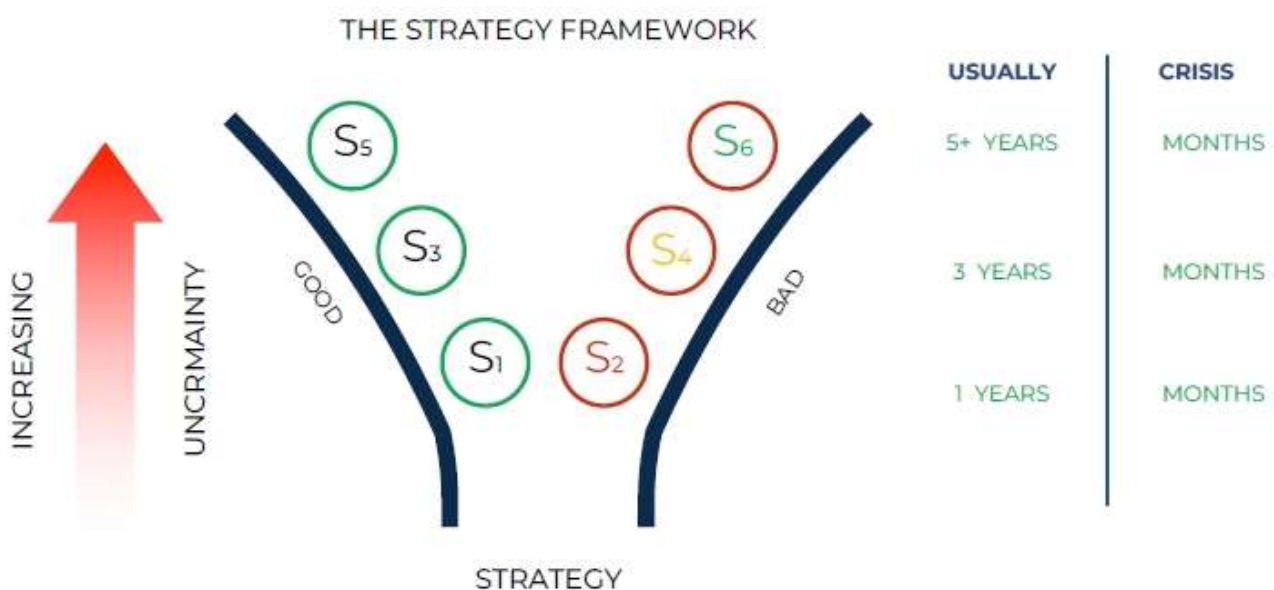 THE STRATEGY FRAMEWORK
USUALLY
CRISIS
S5
S6
5+ YEARS
MONTHS
S3
S4
3 YEARS
MONTHS
GOOD
BAD
INCREASING
UNCRMAINTY
S1
S2
1 YEARS
MONTHS
STRATEGY